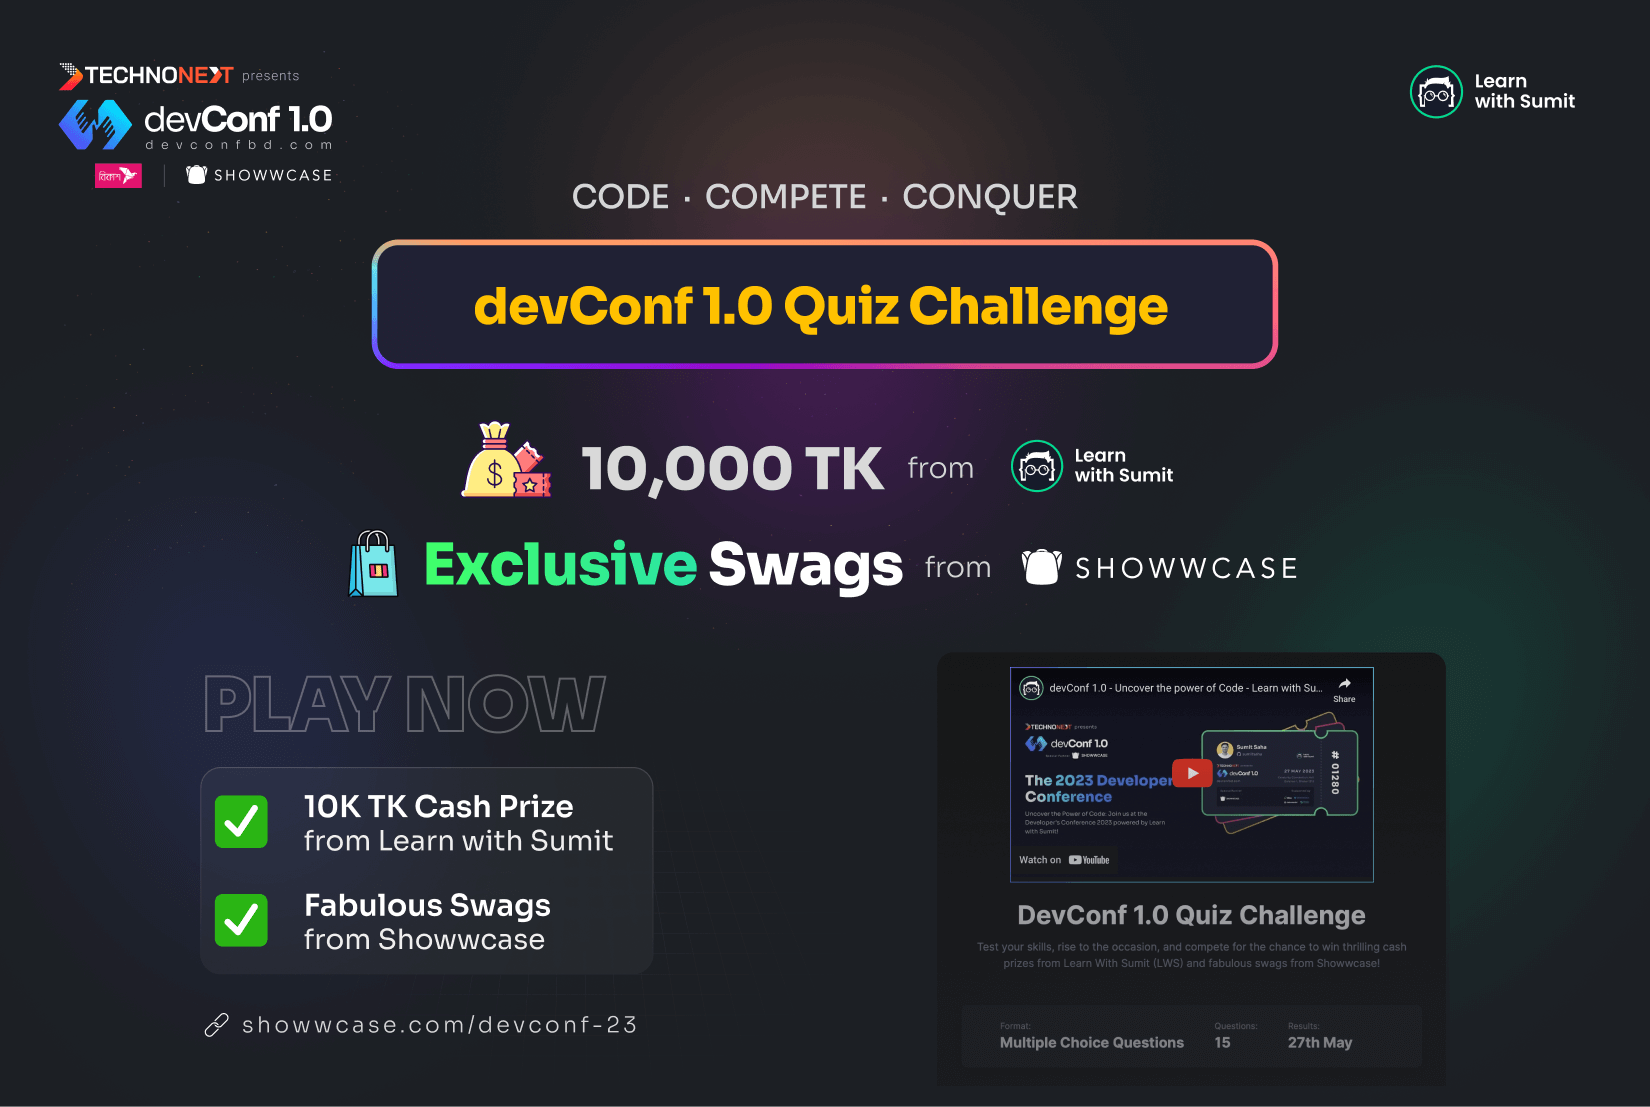 TECHNONEXT presents
devConf 1.0
devconfbd.com
বিকাশ
SHOWWCASE
Learn
with Sumit
CODE · COMPETE · CONQUER
devConf 1.0 Quiz Challenge
$
10,000 TK from
Learn
with Sumit
Exclusive Swags from
SHOWWCASE
PLAY NOW
10K TK Cash Prize
from Learn with Sumit
Fabulous Swags
from Showwcase
showwcase.com/devconf-23
devConf 1.0 - Uncover the power of Code - Learn with Su...
Share
TECHNONEXT presents
devConf 1.0
SHOWWCASE
The 2023 Developer
Conference
Uncover the Power of Code: Join us at the
Developer's Conference 2023 powered by Learn
with Sumit!
Sumit Saha
devConf 1.0
27 MAY 2023
# 01280
Watch on YouTube
DevConf 1.0 Quiz Challenge
Test your skills, rise to the occasion, and compete for the chance to win thrilling cash
prizes from Learn With Sumit (LWS) and fabulous swags from Showwcase!
Format:
Multiple Choice Questions
Questions:
15
Results:
27th May